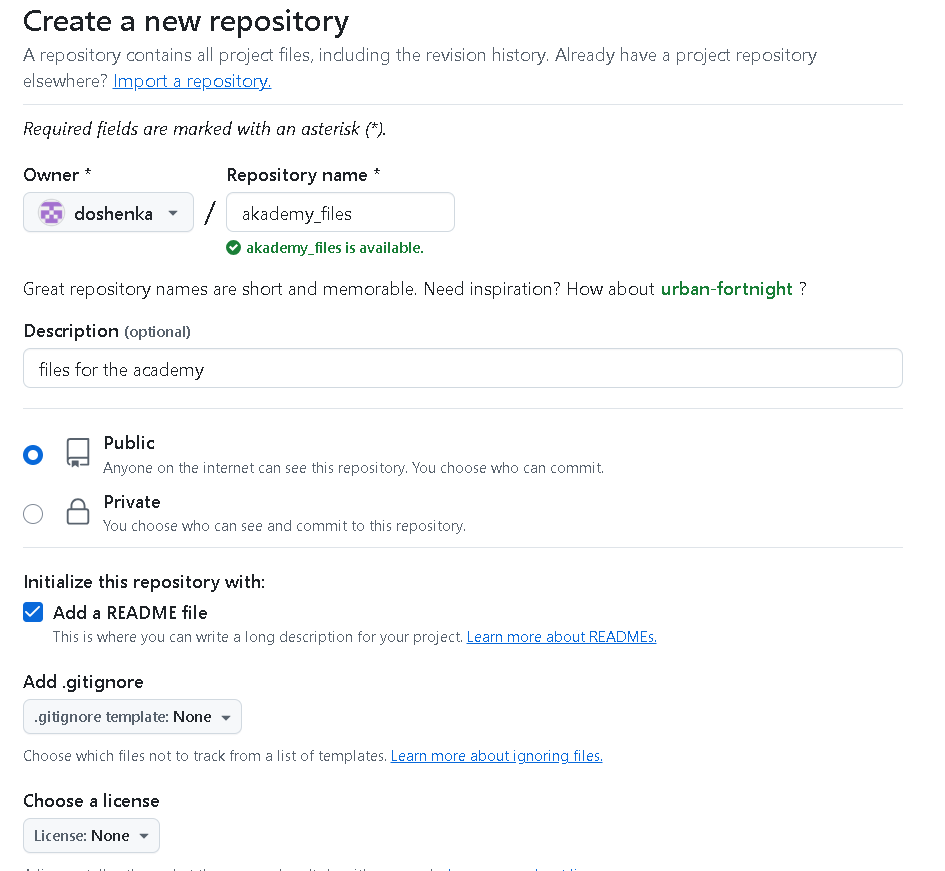 Create a new repository
A repository contains all project files, including the revision history. Already have a project repository
elsewhere? Import a repository.
Required fields are marked with an asterisk (*).
Owner *
Repository name *
doshenka
/
akademy_files
akademy_files is available.
Great repository names are short and memorable. Need inspiration? How about urban-fortnight ?
Description (optional)
files for the academy
Public
Anyone on the internet can see this repository. You choose who can commit.
Private
You choose who can see and commit to this repository.
Initialize this repository with:
Add a README file
This is where you can write a long description for your project. Learn more about READMEs.
Add .gitignore
.gitignore template: None
Choose which files not to track from a list of templates. Learn more about ignoring files.
Choose a license
License: None